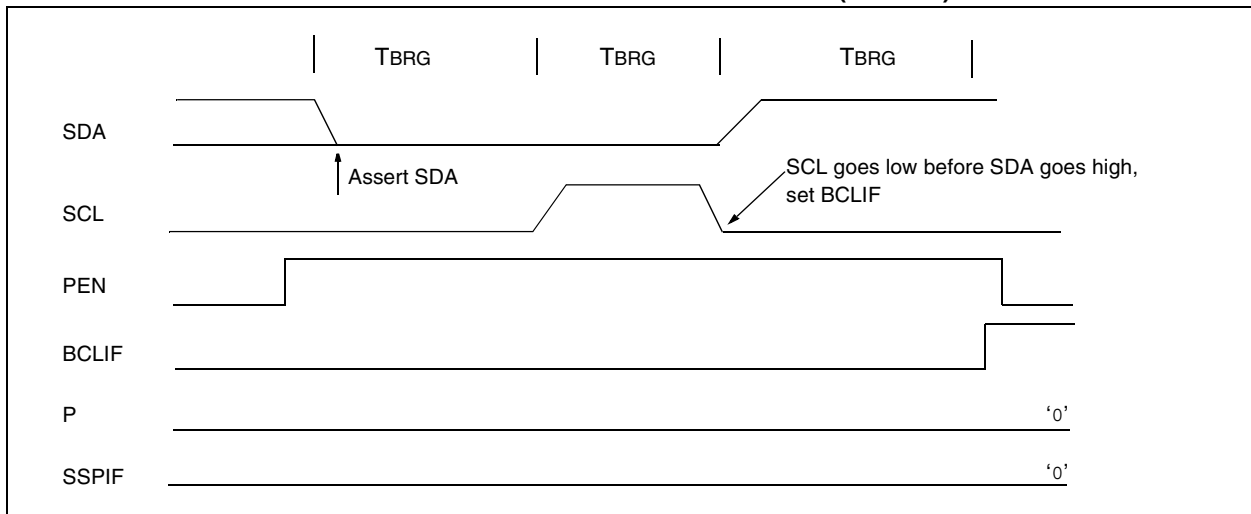 TBRG TBRG TBRG
SDA
Assert SDA
SCL goes low before SDA goes high,
set BCLIF
SCL
PEN
BCLIF
P
‘0’
SSPIF
‘0’